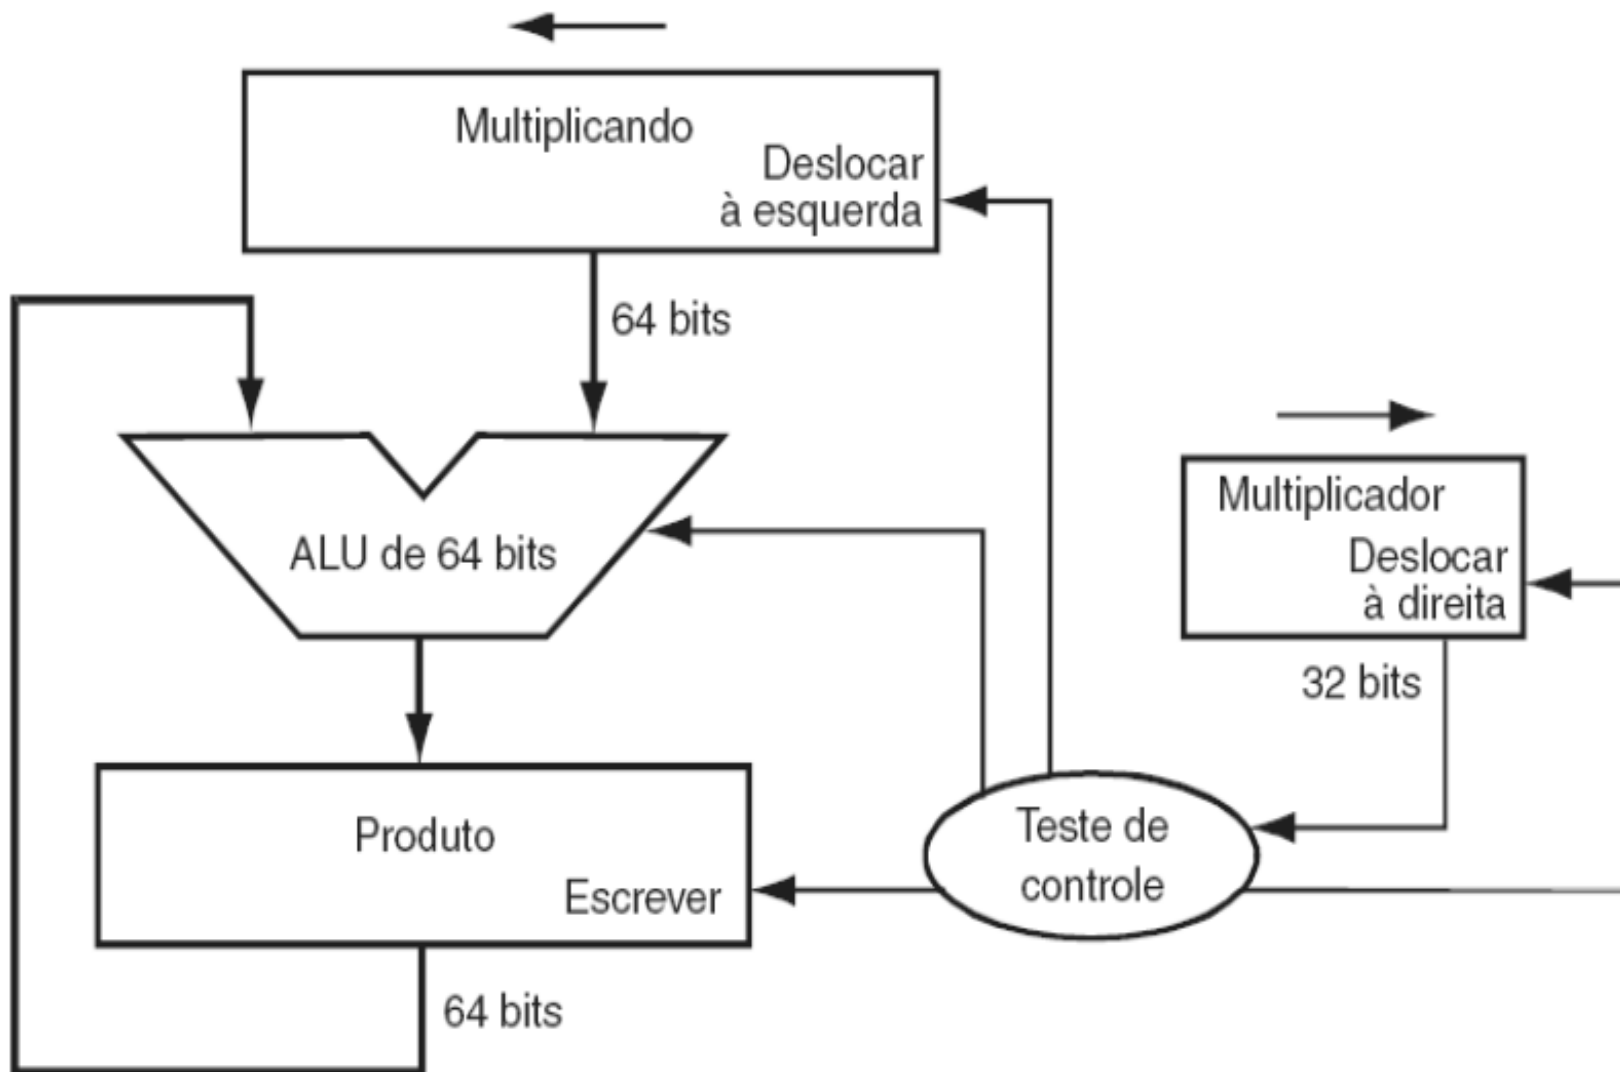 Multiplicando
Deslocar
à esquerda
64 bits
ALU de 64 bits
Multiplicador
Deslocar
à direita
32 bits
Produto
Escrever
Teste de
controle
64 bits